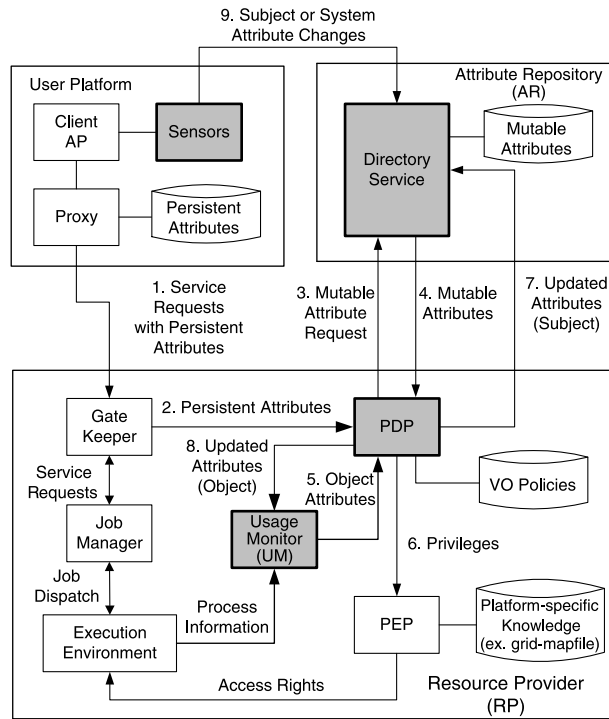 9. Subject or System
Attribute Changes
User Platform
Client
AP
Sensors
Proxy
Persistent
Attributes
Attribute Repository
(AR)
Mutable
Attributes
Directory
Service
1. Service
Requests
with Persistent
Attributes
3. Mutable
Attribute
Request
4. Mutable
Attributes
7. Updated
Attributes
(Subject)
Gate
Keeper
2. Persistent Attributes
PDP
8. Updated
Attributes
(Object)
5. Object
Attributes
VO Policies
Service
Requests
Job
Manager
Usage
Monitor
(UM)
6. Privileges
Job
Dispatch
Process
Information
Execution
Environment
PEP
Platform-specific
Knowledge
(ex. grid-mapfile)
Access Rights
Resource Provider
(RP)